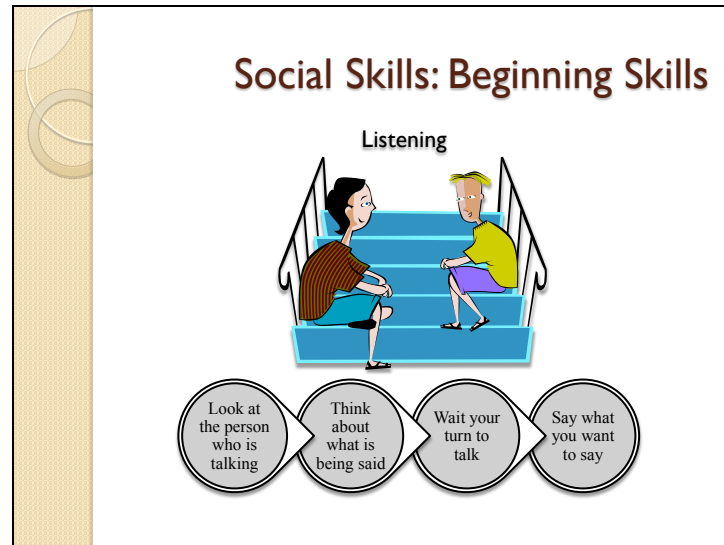 Social Skills: Beginning Skills
Listening
Look at
the person
who is
talking
Think
about
what is
being said
Wait your
turn to
talk
Say what
you want
to say